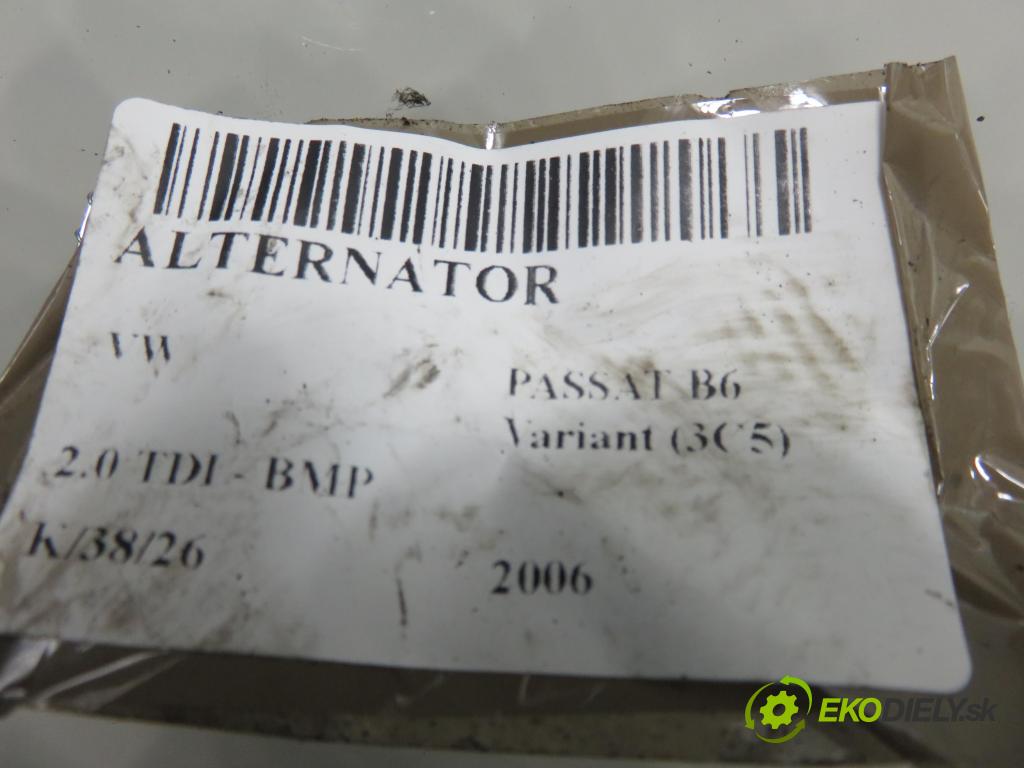 ALTERNATOR
VW
PASSAT B6
Variant (3C5)
2.0 TDI - BMP
K/38/26
2006
EKODIELY.sk